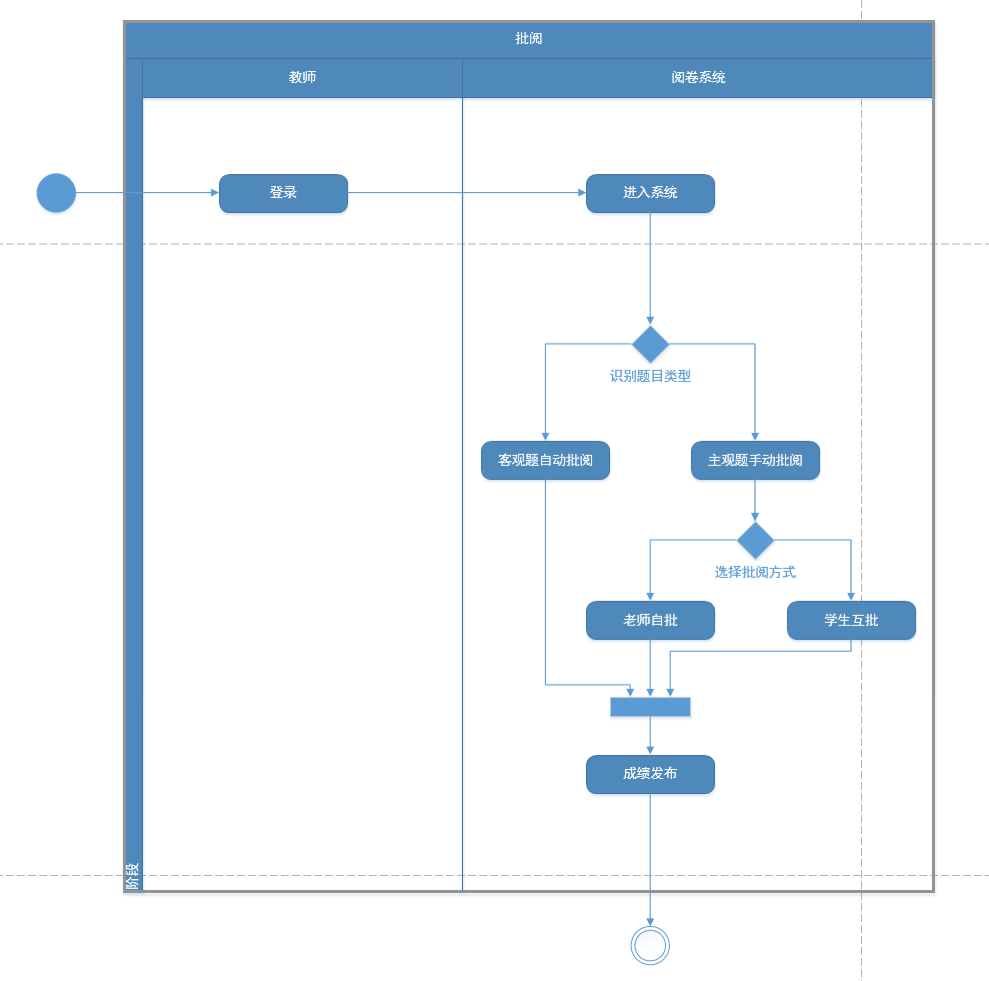 批阅
教师
阅卷系统
登录
进入系统
识别题目类型
客观题自动批阅
主观题手动批阅
选择批阅方式
老师自批
学生互批
成绩发布
阶段